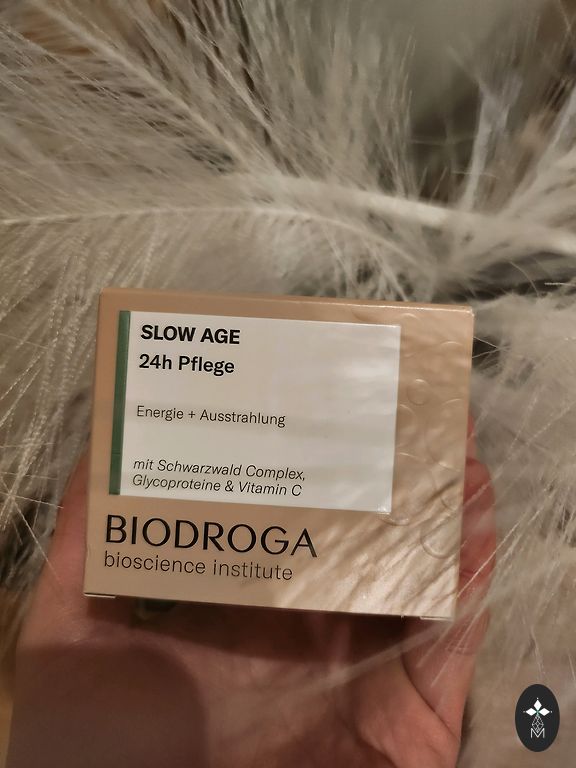 SLOW AGE
24h Pflege
Energie + Ausstrahlung
mit Schwarzwald Complex,
Glycoproteine & Vitamin C
BIODROGA
bioscience institute
M